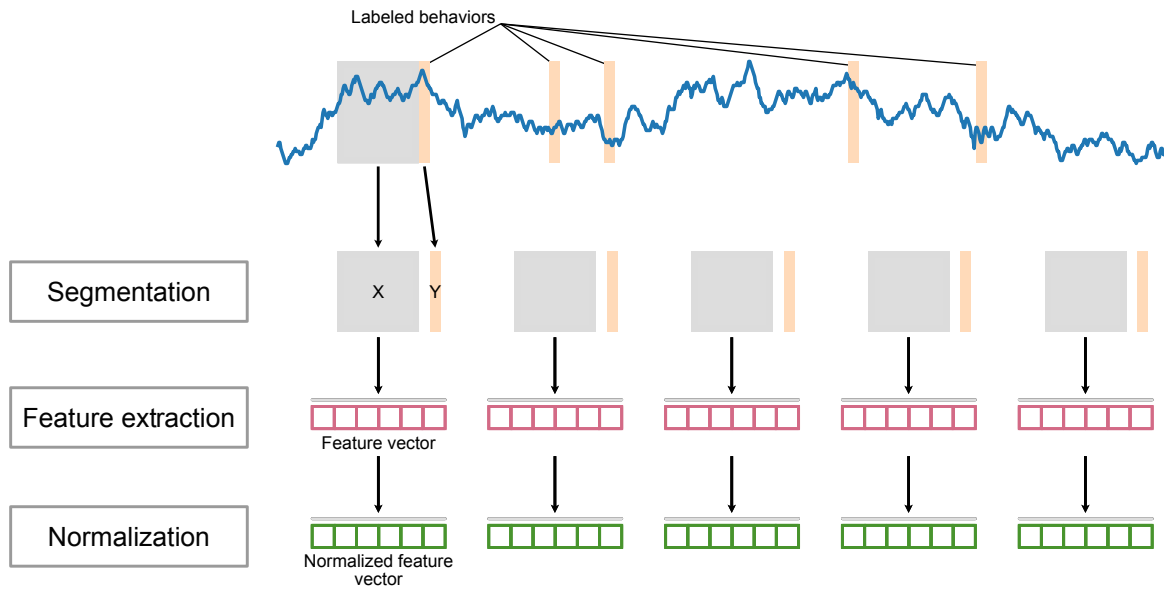 Labeled behaviors
Segmentation
X
Y
Feature extraction
Feature vector
Normalization
Normalized feature
vector